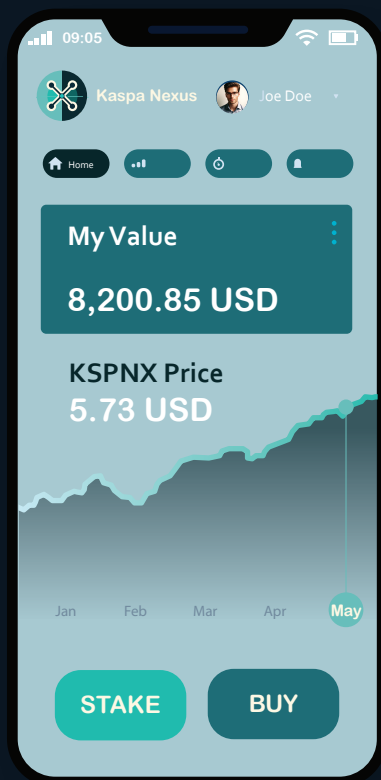 09:05
Kaspa Nexus
Joe Doe
Home
My Value
8,200.85 USD
KSPNX Price
5.73 USD
Jan Feb Mar Apr May
STAKE BUY